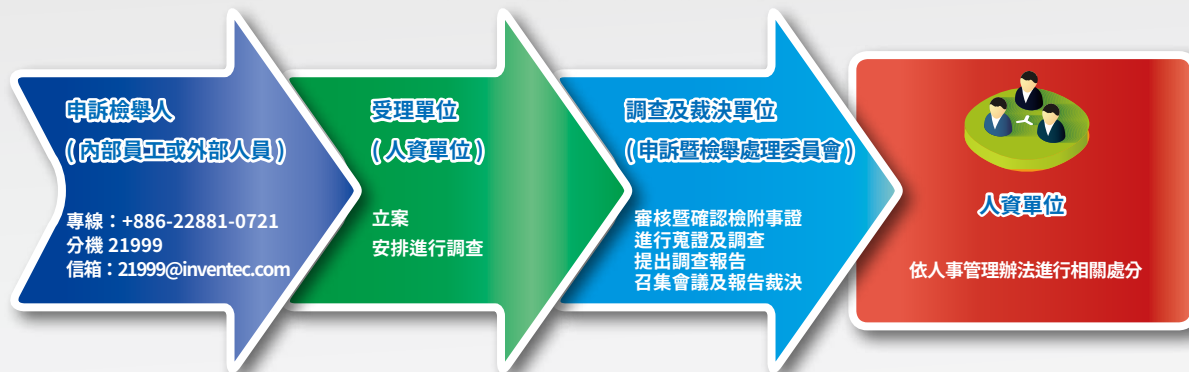 申訴檢舉人
( 內部員工或外部人員 )
專線：+886-22881-0721
分機 21999
信箱：21999@inventec.com
受理單位
( 人資單位 )
立案
安排進行調查
調查及裁決單位
( 申訴暨檢舉處理委員會 )
審核暨確認檢附事證
進行蒐證及調查
提出調查報告
召集會議及報告裁決
人資單位
依人事管理辦法進行相關處分